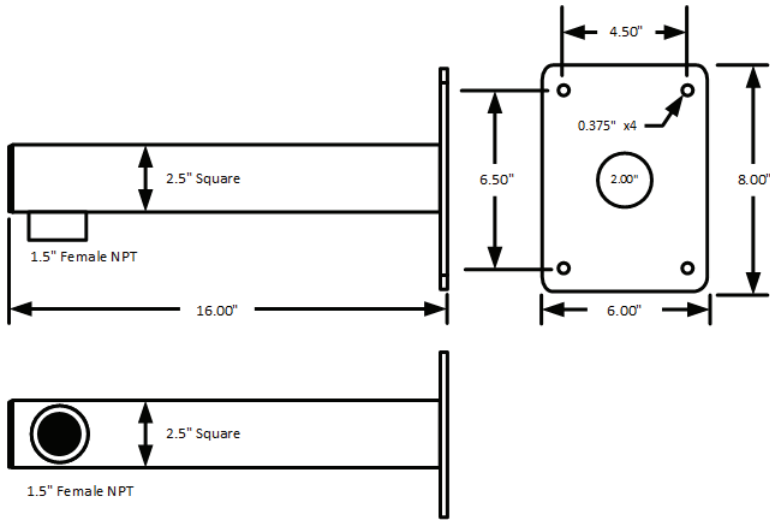 4.50"
0.375"  x4
2.5" Square
6.50"
2.00"
8.00"
1.5" Female NPT
16.00"
6.00"
2.5" Square
1.5" Female NPT